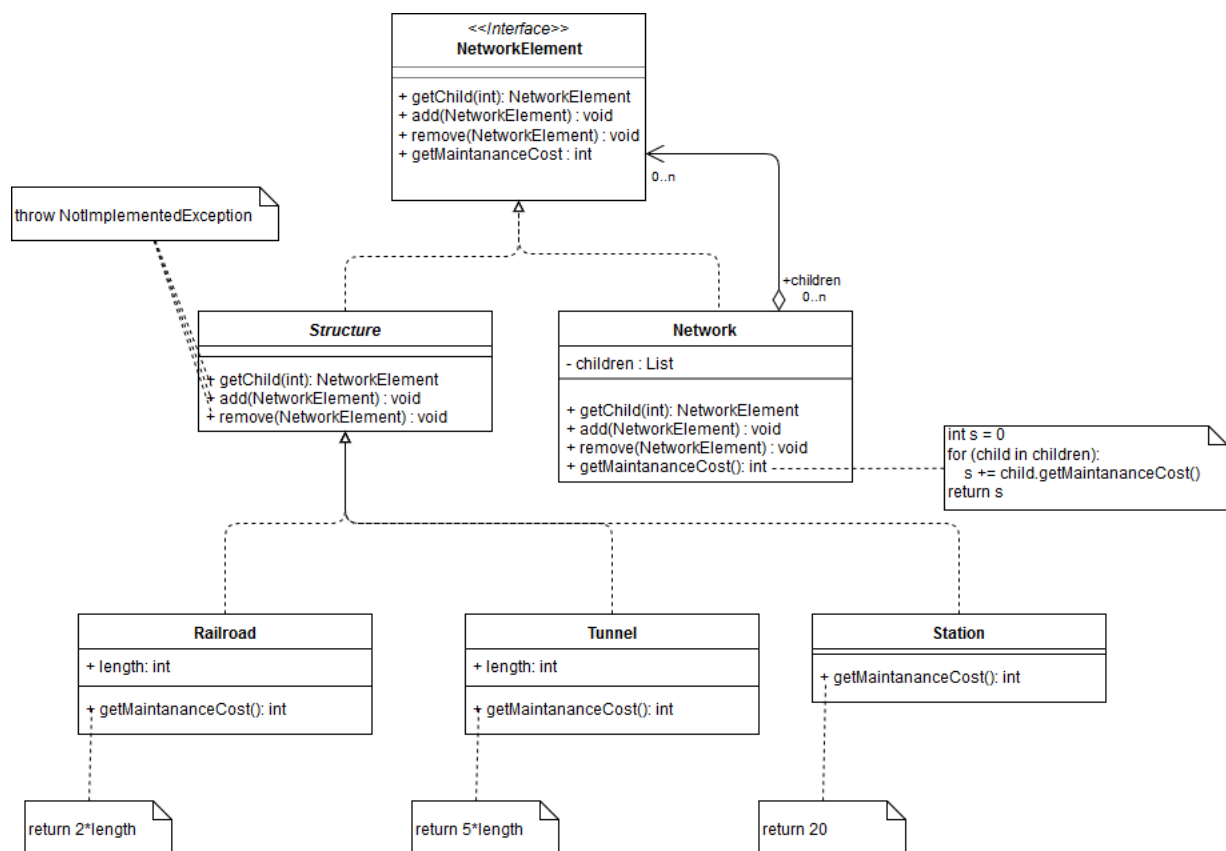 <<Interface>>
NetworkElement
+ getChild(int): NetworkElement
+ add(NetworkElement) : void
+ remove(NetworkElement) : void
+ getMaintananceCost : int
0..n
throw NotImplementedException
+children
0..n
Structure
+ getChild(int): NetworkElement
+ add(NetworkElement) : void
+ remove(NetworkElement) : void
Network
- children : List
+ getChild(int): NetworkElement
+ add(NetworkElement) : void
+ remove(NetworkElement) : void
+ getMaintananceCost(): int
int s = 0
for (child in children):
s += child.getMaintananceCost()
return s
Railroad
+ length: int
+ getMaintananceCost(): int
Tunnel
+ length: int
+ getMaintananceCost(): int
Station
+ getMaintananceCost(): int
return 2*length
return 5*length
return 20